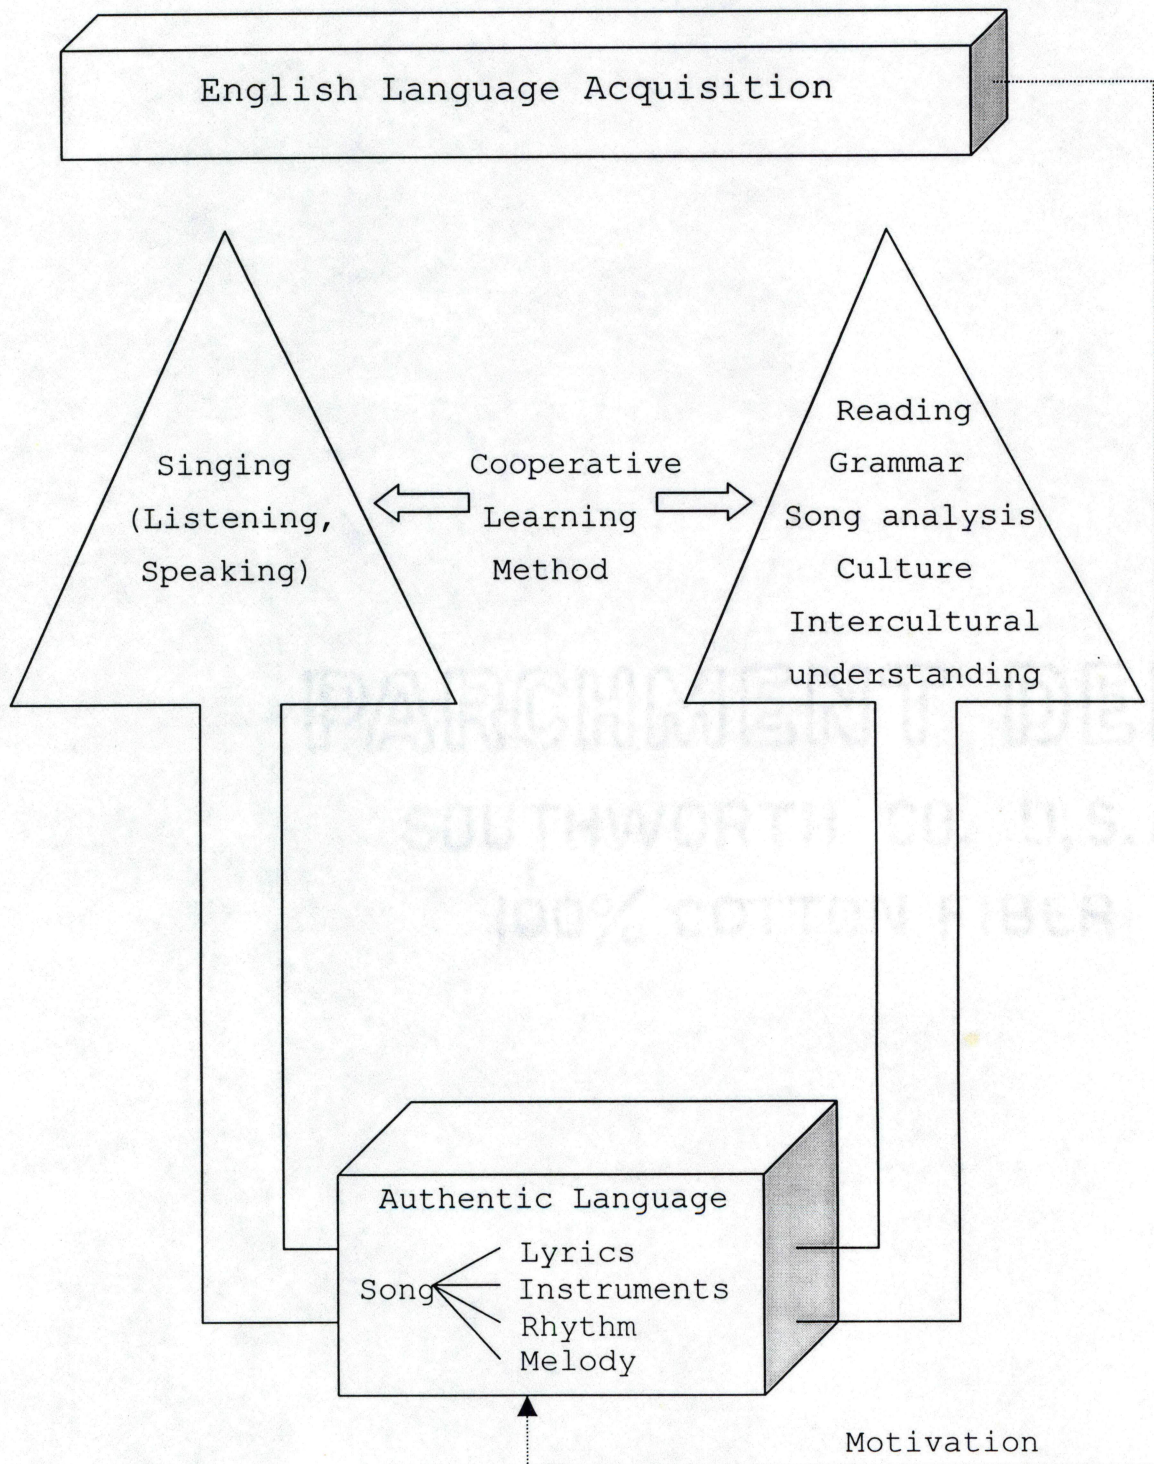 English Language Acquisition
Singing
(Listening,
Speaking)
Cooperative
Learning
Method
Reading
Grammar
Song analysis
Culture
Intercultural
understanding
PARCHMENT DE
SOUTHWORTH CO. U.S.
100% COTTON FIBER
Authentic Language
Song
Lyrics
Instruments
Rhythm
Melody
Motivation